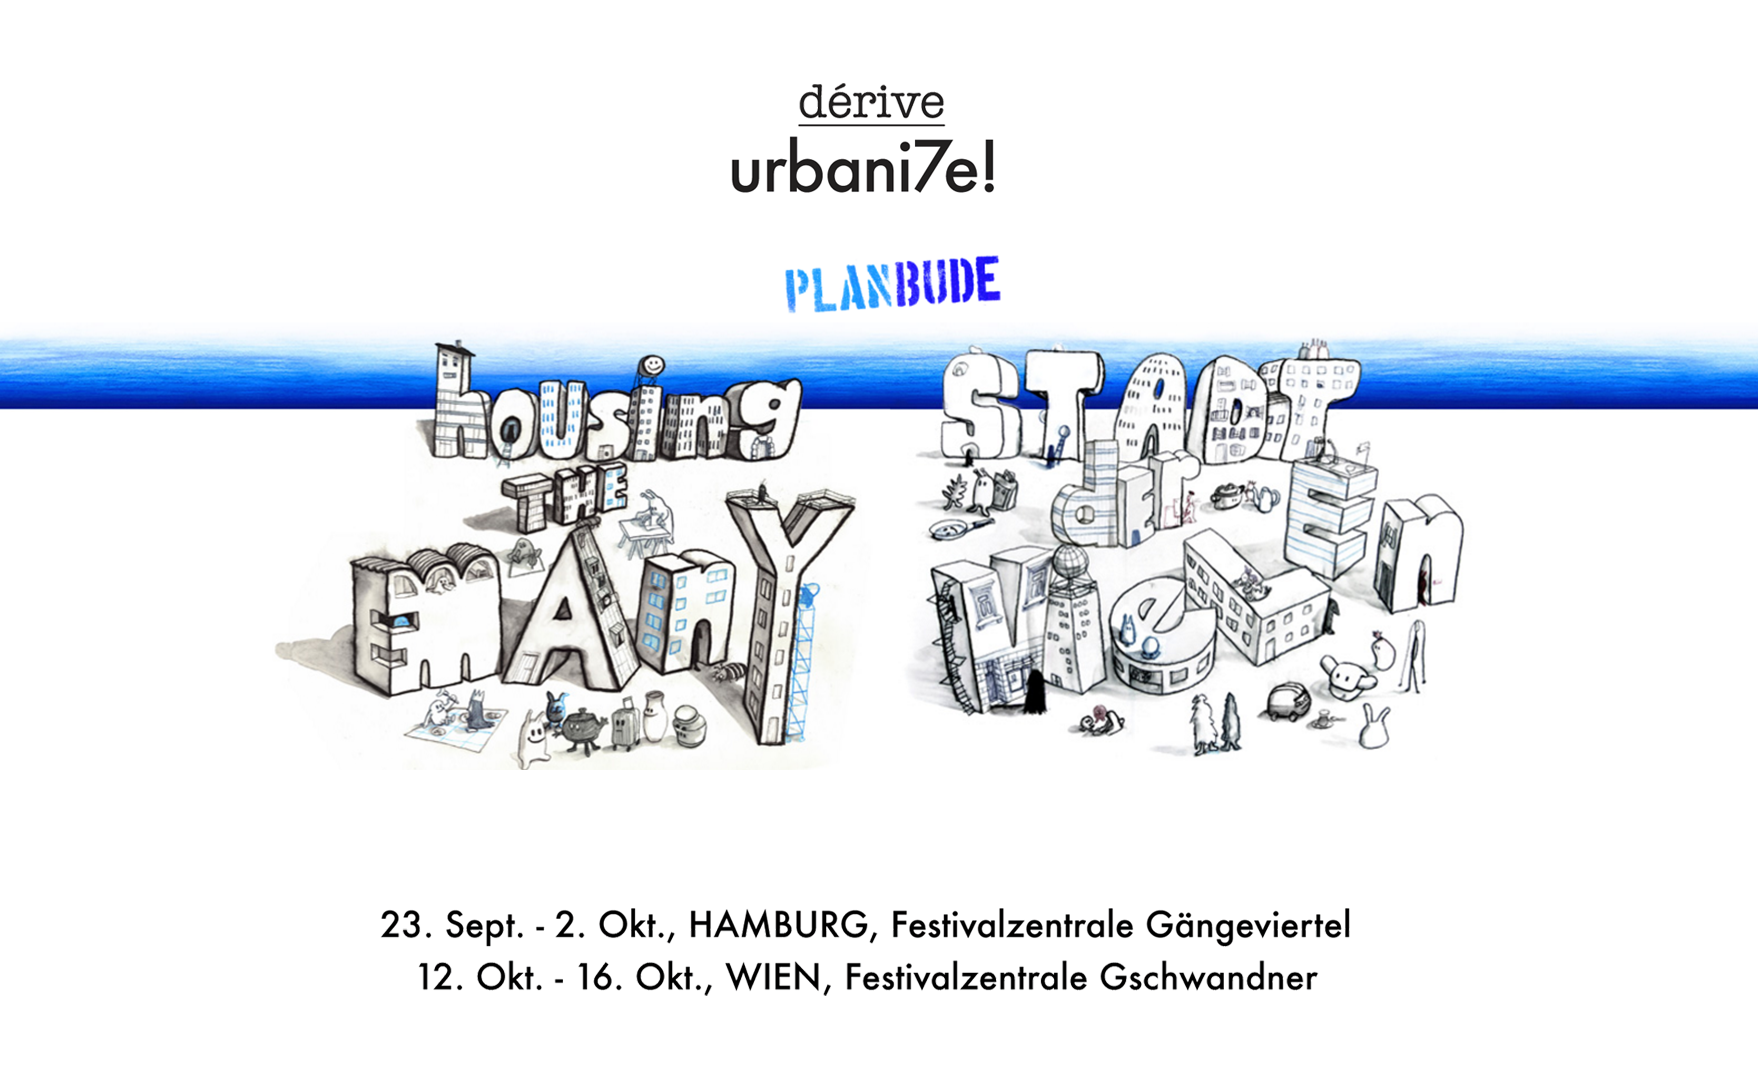 dérive
urbani7e!
PLANBUDE
housing
THE
MANY
STADT
der
VIELEN
23. Sept. - 2. Okt., HAMBURG, Festivalzentrale Gängeviertel
12. Okt. - 16. Okt., WIEN, Festivalzentrale Gschwandner